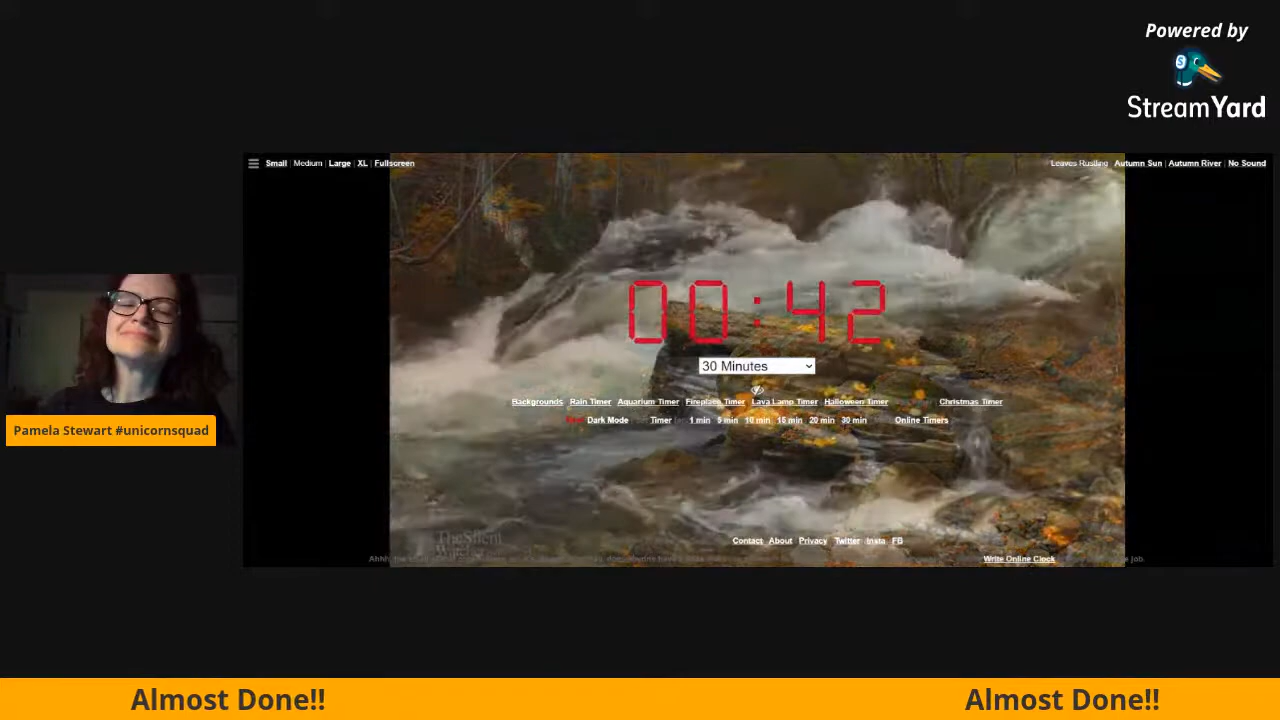 Powered by
StreamYard
Small | Medium | Large | XL | Fullscreen
Leaves Rustling Autumn Sun | Autumn River | No Sound
00:42
30 Minutes
Backgrounds Rain Timer Aquarium Timer Fireplace Timer Lava Lamp Timer Halloween Timer Christmas Timer
Dark Mode Timer 1 min 5 min 10 min 15 min 20 min 30 min Online Timers
Pamela Stewart #unicornsquad
TheSilent
Contact About Privacy Twitter Insta FB
Write Online Clock
Almost Done!! Almost Done!!